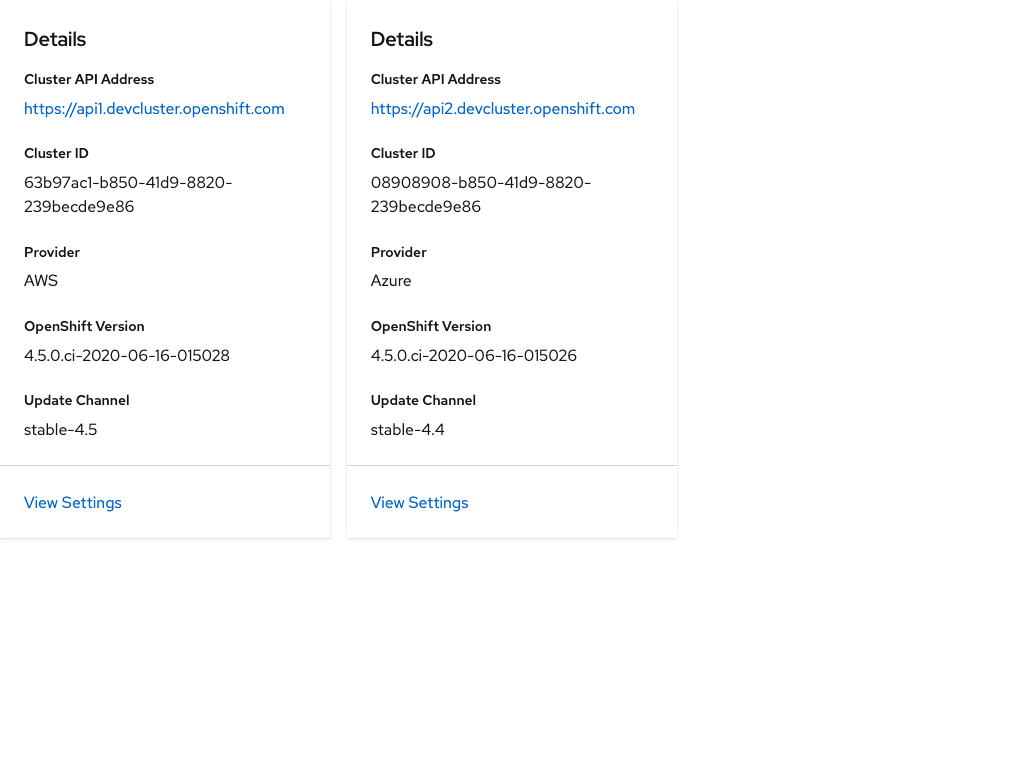 Details
Cluster API Address
https://api1.devcluster.openshift.com
Cluster ID
63b97ac1-b850-41d9-8820-
239becde9e86
Provider
AWS
OpenShift Version
4.5.0.ci-2020-06-16-015028
Update Channel
stable-4.5
View Settings
Details
Cluster API Address
https://api2.devcluster.openshift.com
Cluster ID
08908908-b850-41d9-8820-
239becde9e86
Provider
Azure
OpenShift Version
4.5.0.ci-2020-06-16-015026
Update Channel
stable-4.4
View Settings